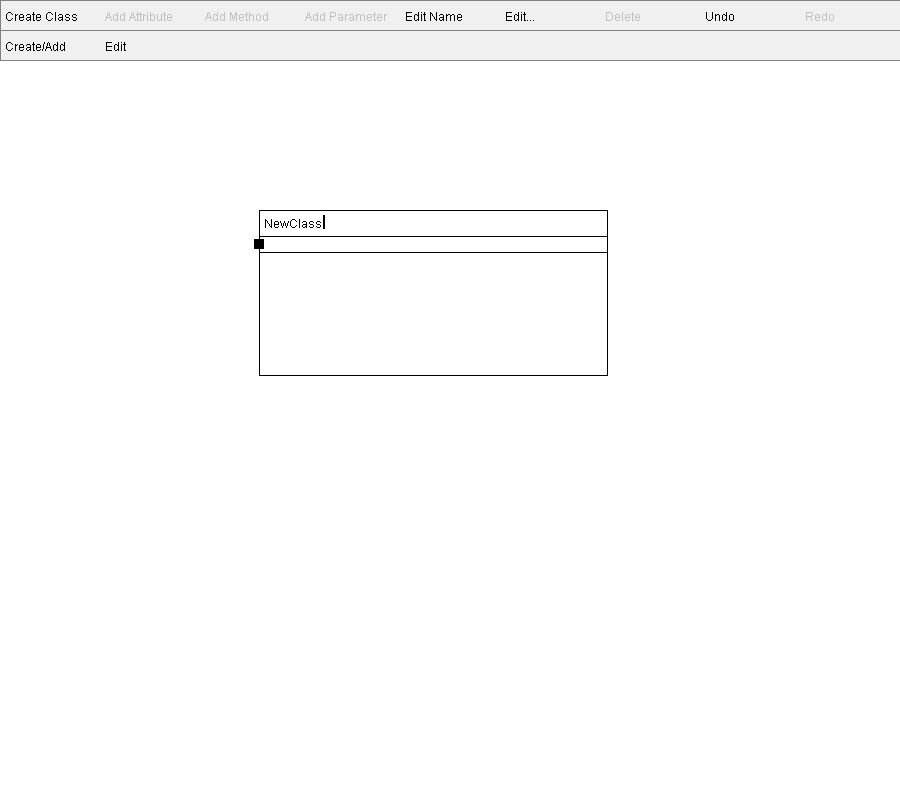 Create Class Add Attribute Add Method Add Parameter Edit Name Edit... Delete Undo Redo
Create/Add Edit
NewClass